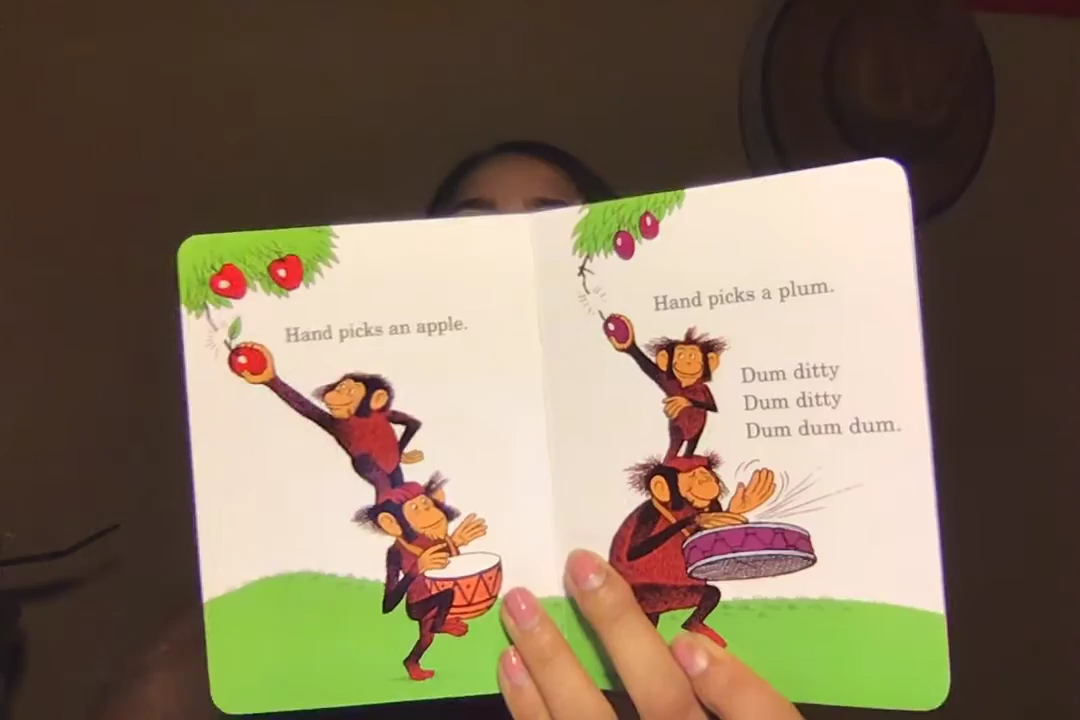 Hand picks an apple.
Hand picks a plum.
Dum ditty
Dum ditty
Dum dum dum.